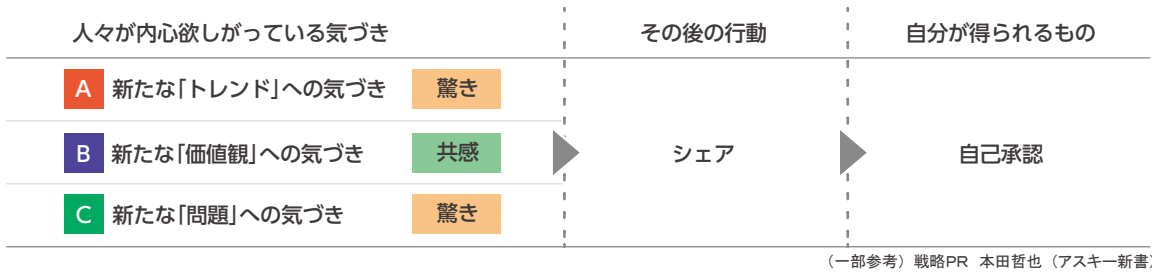 人々が内心欲しがっている気づき その後の行動 自分が得られるもの
A 新たな「トレンド」への気づき 驚き
B 新たな「価値観」への気づき 共感 シェア 自己承認
C 新たな「問題」への気づき 驚き
（一部参考）戦略PR 本田哲也（アスキー新書）